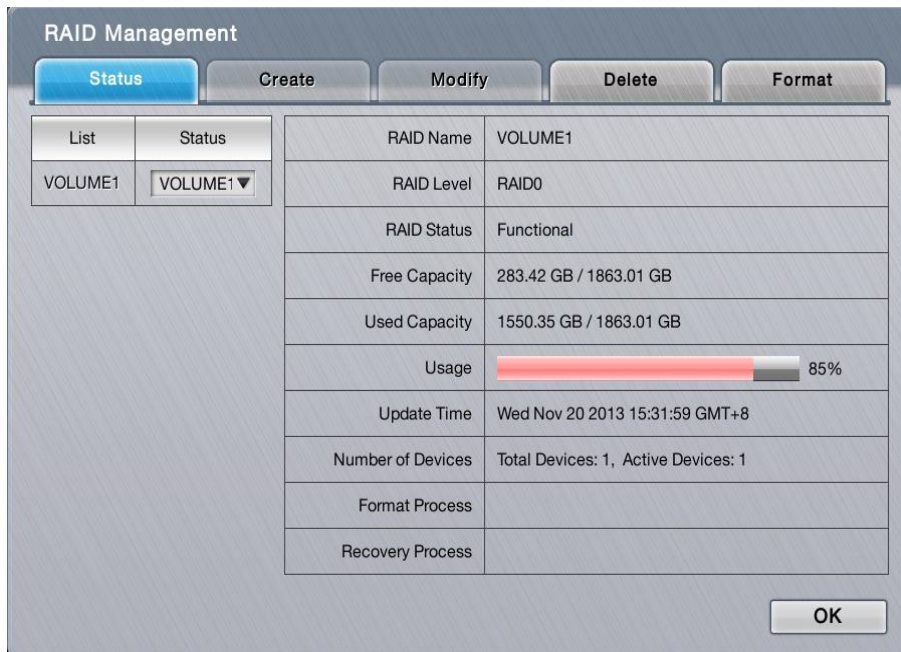 RAID Management
Status Create Modify Delete Format
List Status
VOLUME1 VOLUME1
RAID Name VOLUME1
RAID Level RAID0
RAID Status Functional
Free Capacity 283.42 GB / 1863.01 GB
Used Capacity 1550.35 GB / 1863.01 GB
Usage 85%
Update Time Wed Nov 20 2013 15:31:59 GMT+8
Number of Devices Total Devices: 1, Active Devices: 1
Format Process
Recovery Process
OK